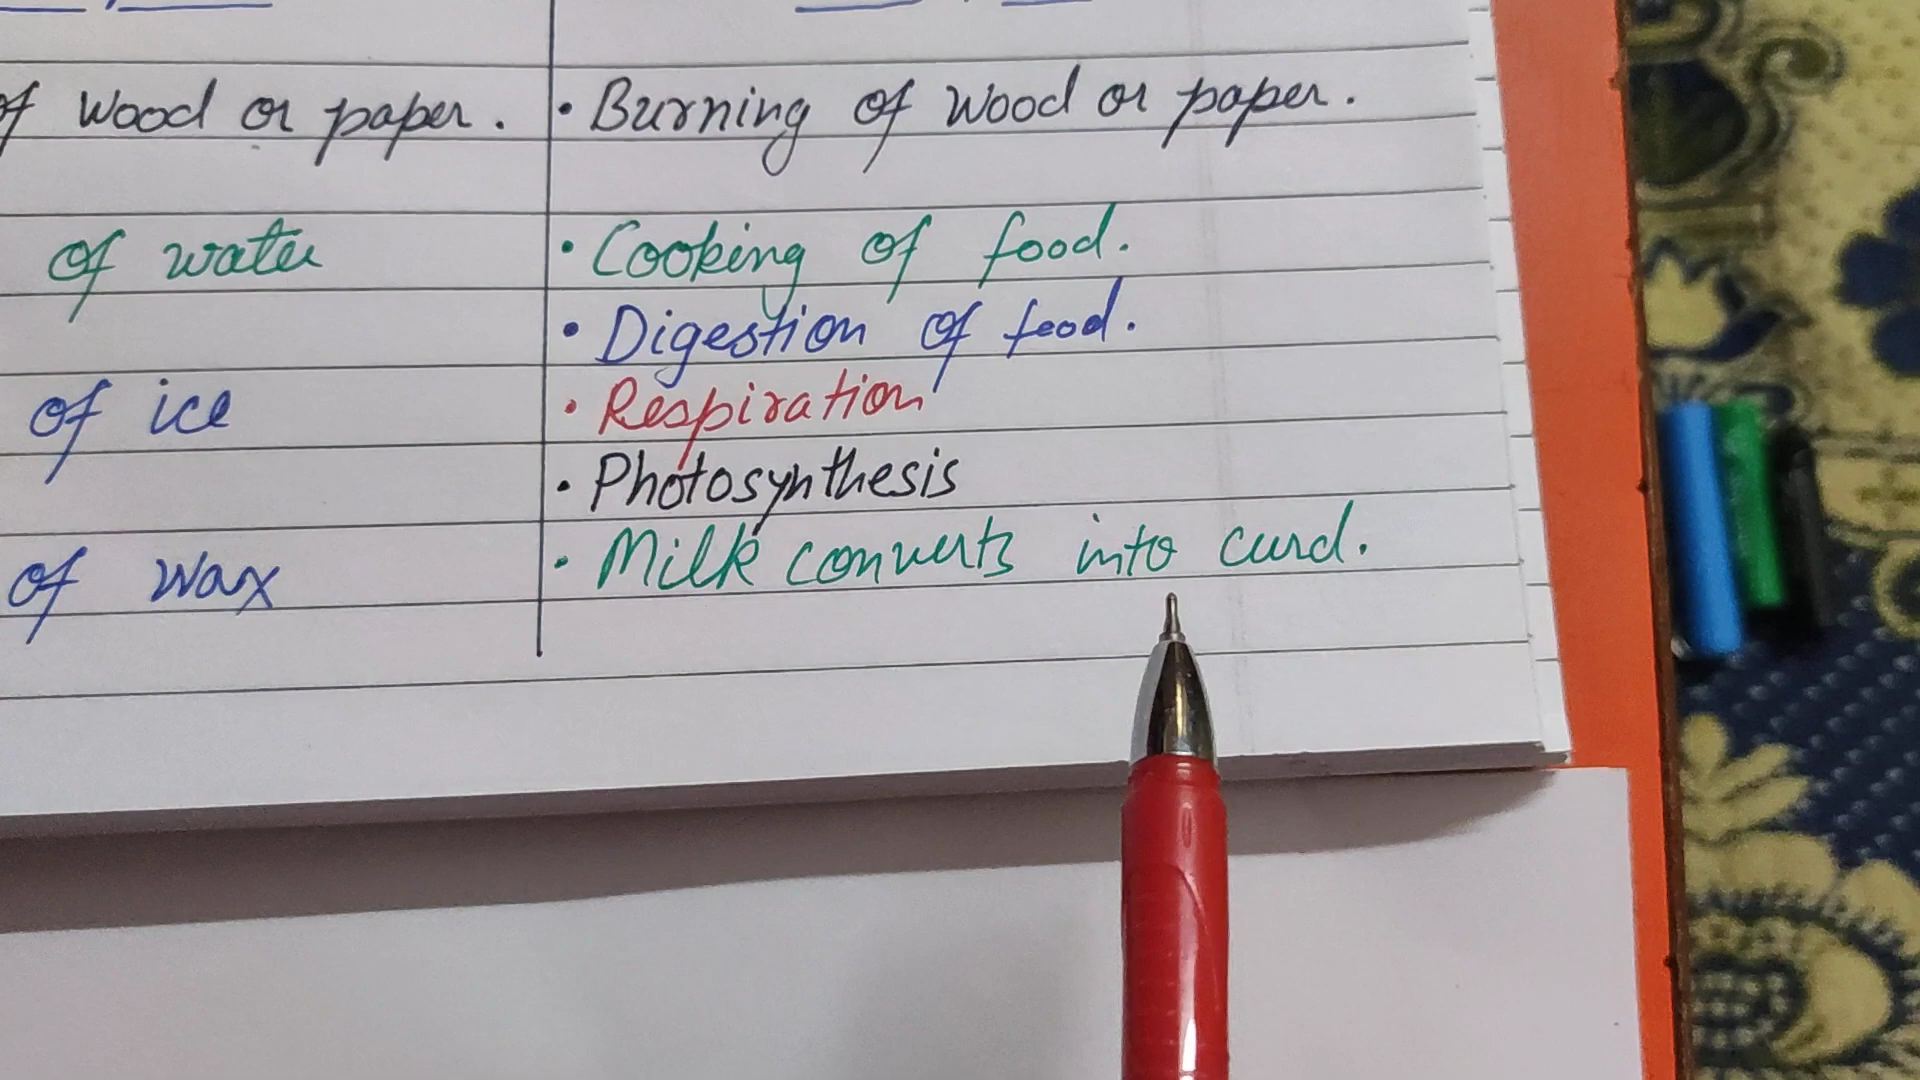 of wood or paper.
• Burning of wood or paper.
of water
• Cooking of food.
• Digestion of food.
of ice
• Respiration
• Photosynthesis
of wax
• Milk converts into curd.